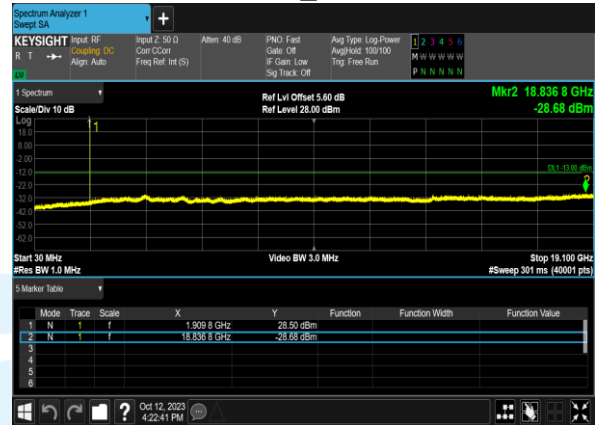 Spectrum Analyzer 1
Swept SA
+
KEYSIGHT
R T
LW
Input: RF
Coupling: DC
Align: Auto
Input Z: 50 Ω
Corr CCorr
Freq Ref: Int (S)
Atten: 40 dB
PNO: Fast
Gate: Off
IF Gain: Low
Sig Track: Off
Avg Type: Log-Power
Avg|Hold: 100/100
Trig: Free Run
1 2 3 4 5 6
M W W W W W
P N N N N N
1 Spectrum
Scale/Div 10 dB
Ref Lvl Offset 5.60 dB
Ref Level 28.00 dBm
Mkr2 18.836 8 GHz
-28.68 dBm
Log
18.0
8.00
-2.00
-12.0
-22.0
-32.0
-42.0
-52.0
-62.0
1
DL1 -13.00 dBm
2
Start 30 MHz
#Res BW 1.0 MHz
Video BW 3.0 MHz
Stop 19.100 GHz
#Sweep 301 ms (40001 pts)
5 Marker Table
Mode Trace Scale X Y Function Function Width Function Value
1 N 1 f 1.909 8 GHz 28.50 dBm
2 N 1 f 18.836 8 GHz -28.68 dBm
3
4
5
6
?
Oct 12, 2023
4:22:41 PM